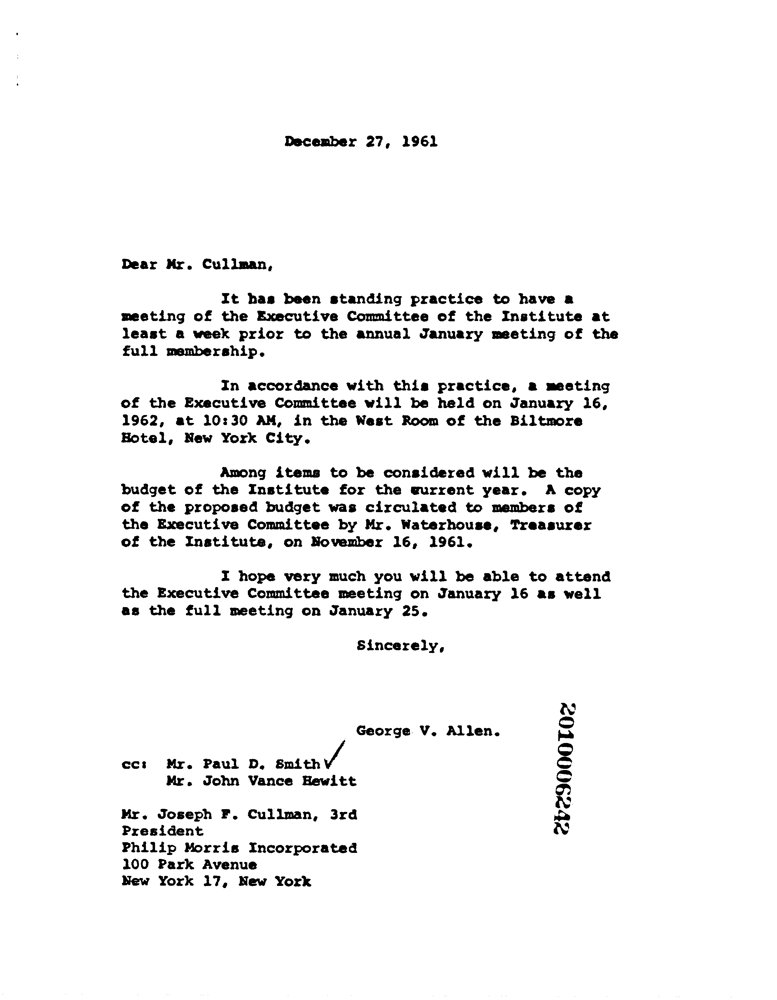 December 27, 1961
Dear Mr. Cullman,
It has been standing practice to have a
meeting of the Executive Committee of the Institute at
least a week prior to the annual January meeting of the
full membership.
In accordance with this practice, a meeting
of the Executive Committee will be held on January 16,
1962, at 10:30 AM, in the West Room of the Biltmore
Hotel, New York City.
Among items to be considered will be the
budget of the Institute for the current year. A copy
of the proposed budget was circulated to members of
the Executive Committee by Mr. Waterhouse, Treasurer
of the Institute, on November 16, 1961.
I hope very much you will be able to attend
the Executive Committee meeting on January 16 as well
as the full meeting on January 25.
Sincerely,
George V. Allen.
cc: Mr. Paul D. Smith ✓
Mr. John Vance Hewitt
Mr. Joseph F. Cullman, 3rd
President
Philip Morris Incorporated
100 Park Avenue
New York 17, New York
2010006242